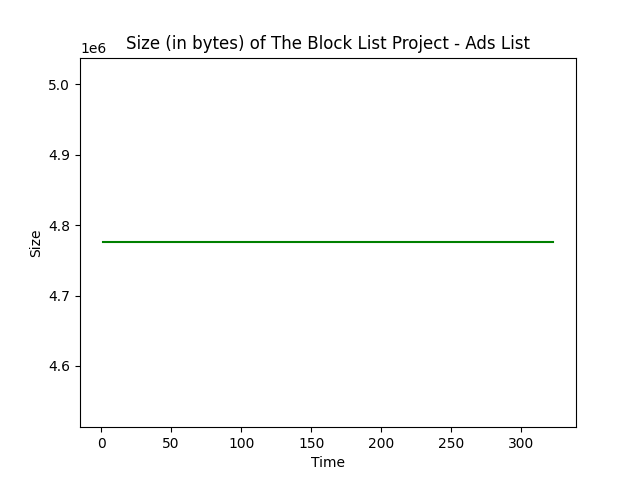 Size (in bytes) of The Block List Project - Ads List
1e6
5.0
4.9
4.8
4.7
4.6
Size
0 50 100 150 200 250 300
Time